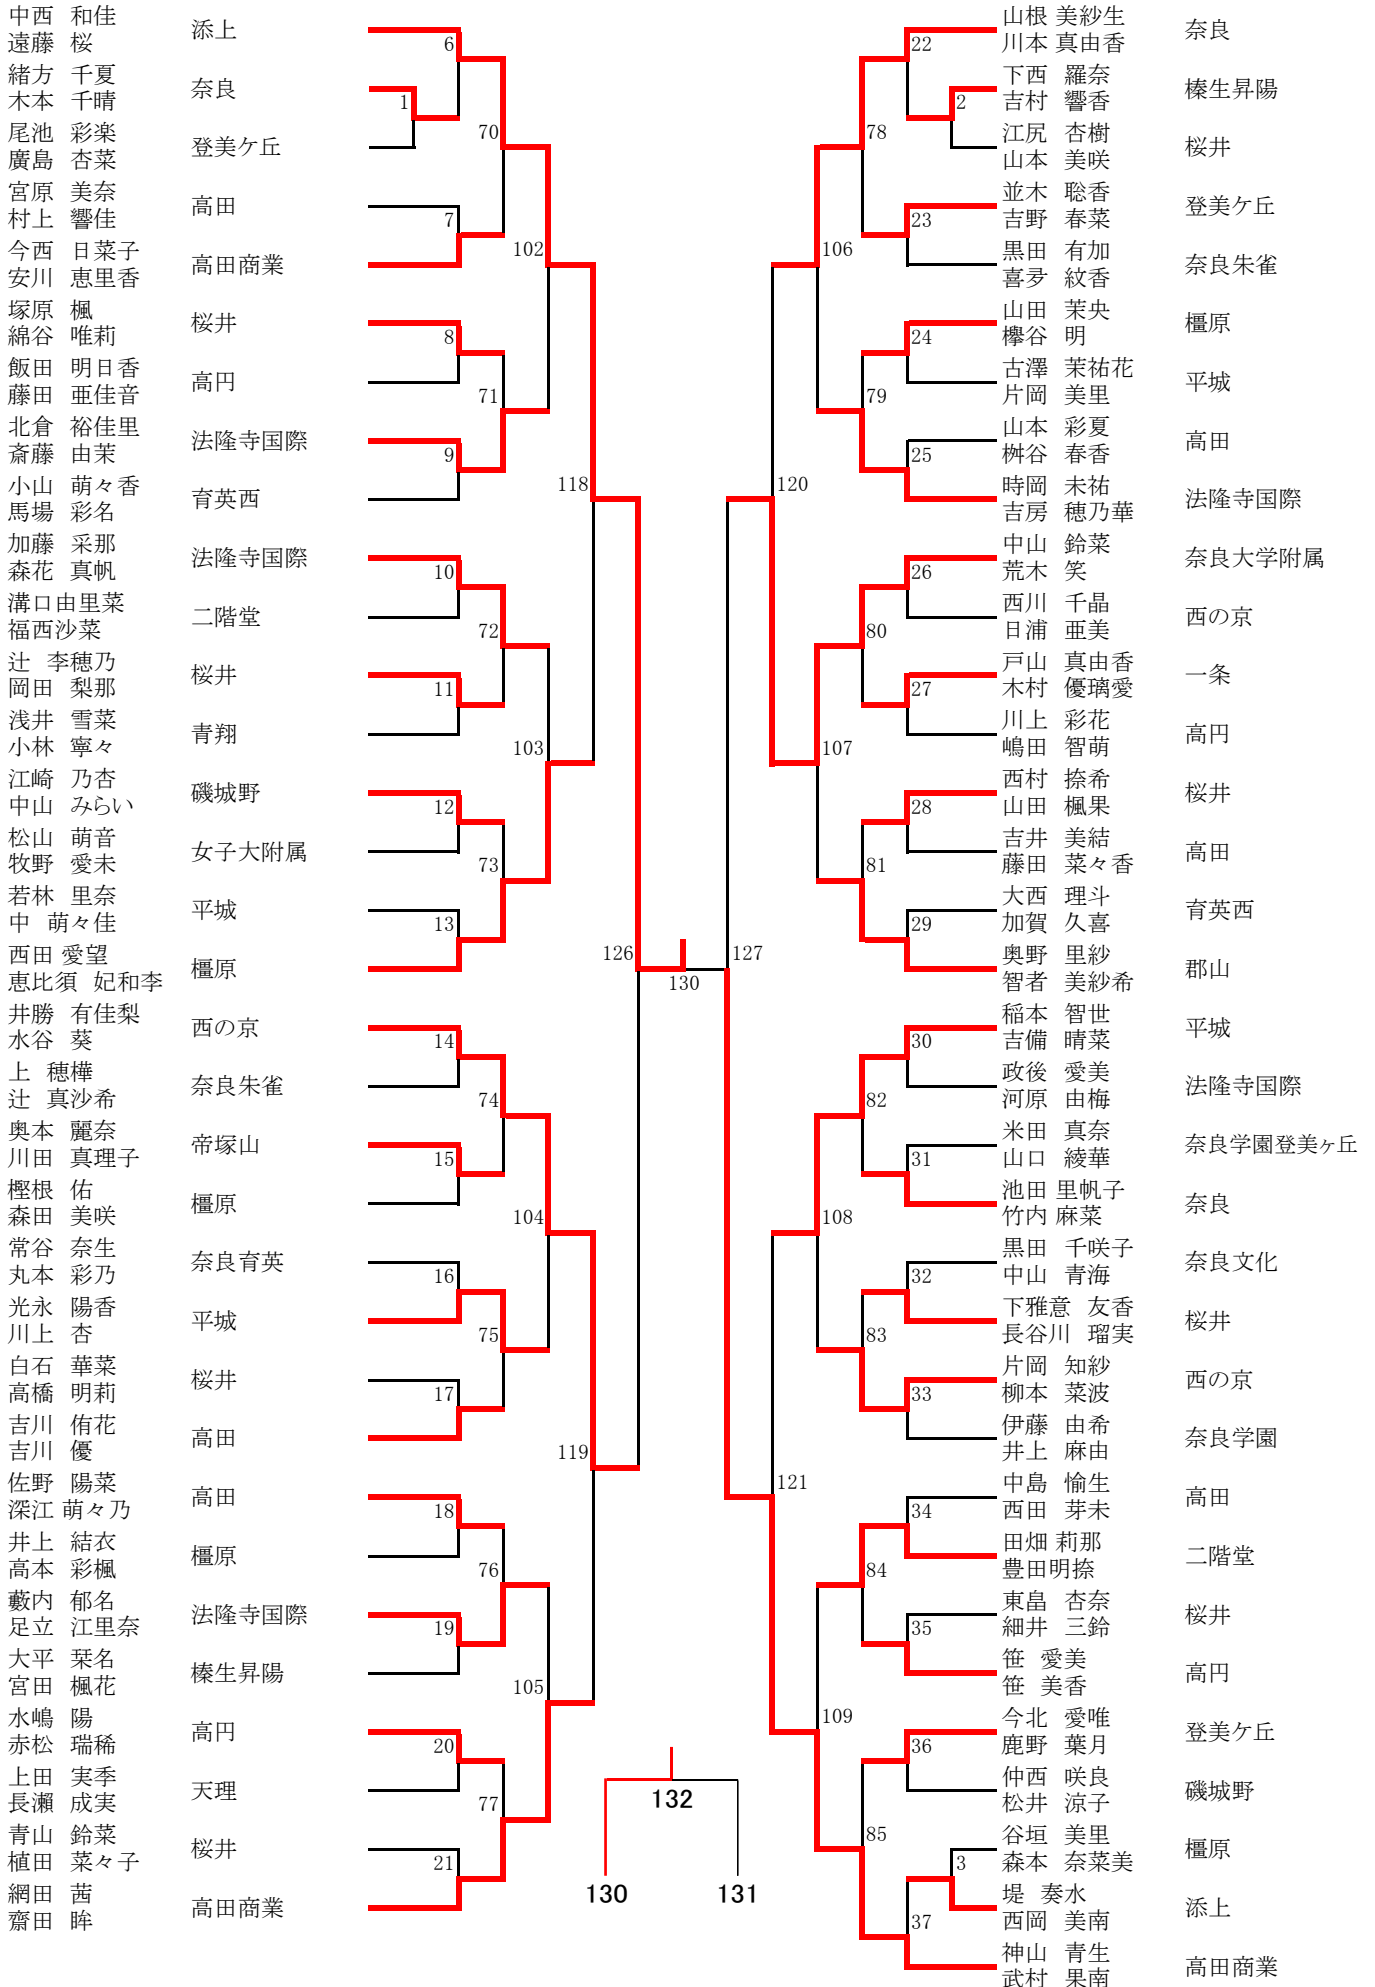 中西 和佳
遠藤 桜
添上
緒方 千夏
木本 千晴
奈良
尾池 彩楽
廣島 杏菜
登美ケ丘
宮原 美奈
村上 響佳
高田
今西 日菜子
安川 恵里香
高田商業
塚原 楓
綿谷 唯莉
桜井
飯田 明日香
藤田 亜佳音
高円
北倉 裕佳里
斎藤 由茉
法隆寺国際
小山 萌々香
馬場 彩名
育英西
加藤 采那
森花 真帆
法隆寺国際
溝口由里菜
福西沙菜
二階堂
辻 李穂乃
岡田 梨那
桜井
浅井 雪菜
小林 寧々
青翔
江崎 乃杏
中山 みらい
磯城野
松山 萌音
牧野 愛未
女子大附属
若林 里奈
中 萌々佳
平城
西田 愛望
恵比須 妃和李
橿原
井勝 有佳梨
水谷 葵
西の京
上 穂樺
辻 真沙希
奈良朱雀
奥本 麗奈
川田 真理子
帝塚山
樫根 佑
森田 美咲
橿原
常谷 奈生
丸本 彩乃
奈良育英
光永 陽香
川上 杏
平城
白石 華菜
高橋 明莉
桜井
吉川 侑花
吉川 優
高田
佐野 陽菜
深江 萌々乃
高田
井上 結衣
高本 彩楓
橿原
藪内 郁名
足立 江里奈
法隆寺国際
大平 栞名
宮田 楓花
榛生昇陽
水嶋 陽
赤松 瑞稀
高円
上田 実季
長瀨 成実
天理
青山 鈴菜
植田 菜々子
桜井
網田 茜
齋田 眸
高田商業
6
1
70
7
102
8
71
9
118
10
72
11
103
12
73
13
126
14
74
15
104
16
75
17
119
18
76
19
105
20
77
21
130
132
130
131
22
2
78
23
106
24
79
25
120
26
80
27
107
28
81
29
127
30
82
31
108
32
83
33
121
34
84
35
109
36
85
3
37
山根 美紗生
川本 真由香
奈良
下西 羅奈
吉村 響香
榛生昇陽
江尻 杏樹
山本 美咲
桜井
並木 聡香
吉野 春菜
登美ケ丘
黒田 有加
喜夛 紋香
奈良朱雀
山田 茉央
欅谷 明
橿原
古澤 茉祐花
片岡 美里
平城
山本 彩夏
桝谷 春香
高田
時岡 未祐
吉房 穂乃華
法隆寺国際
中山 鈴菜
荒木 笑
奈良大学附属
西川 千晶
日浦 亜美
西の京
戸山 真由香
木村 優璃愛
一条
川上 彩花
嶋田 智萌
高円
西村 捺希
山田 楓果
桜井
吉井 美結
藤田 菜々香
高田
大西 理斗
加賀 久喜
育英西
奥野 里紗
智者 美紗希
郡山
稲本 智世
吉備 晴菜
平城
政後 愛美
河原 由梅
法隆寺国際
米田 真奈
山口 綾華
奈良学園登美ヶ丘
池田 里帆子
竹内 麻菜
奈良
黒田 千咲子
中山 青海
奈良文化
下雅意 友香
長谷川 瑠実
桜井
片岡 知紗
柳本 菜波
西の京
伊藤 由希
井上 麻由
奈良学園
中島 愉生
西田 芽未
高田
田畑 莉那
豊田明捺
二階堂
東畠 杏奈
細井 三鈴
桜井
笹 愛美
笹 美香
高円
今北 愛唯
鹿野 葉月
登美ケ丘
仲西 咲良
松井 涼子
磯城野
谷垣 美里
森本 奈菜美
橿原
堤 奏水
西岡 美南
添上
神山 青生
武村 果南
高田商業